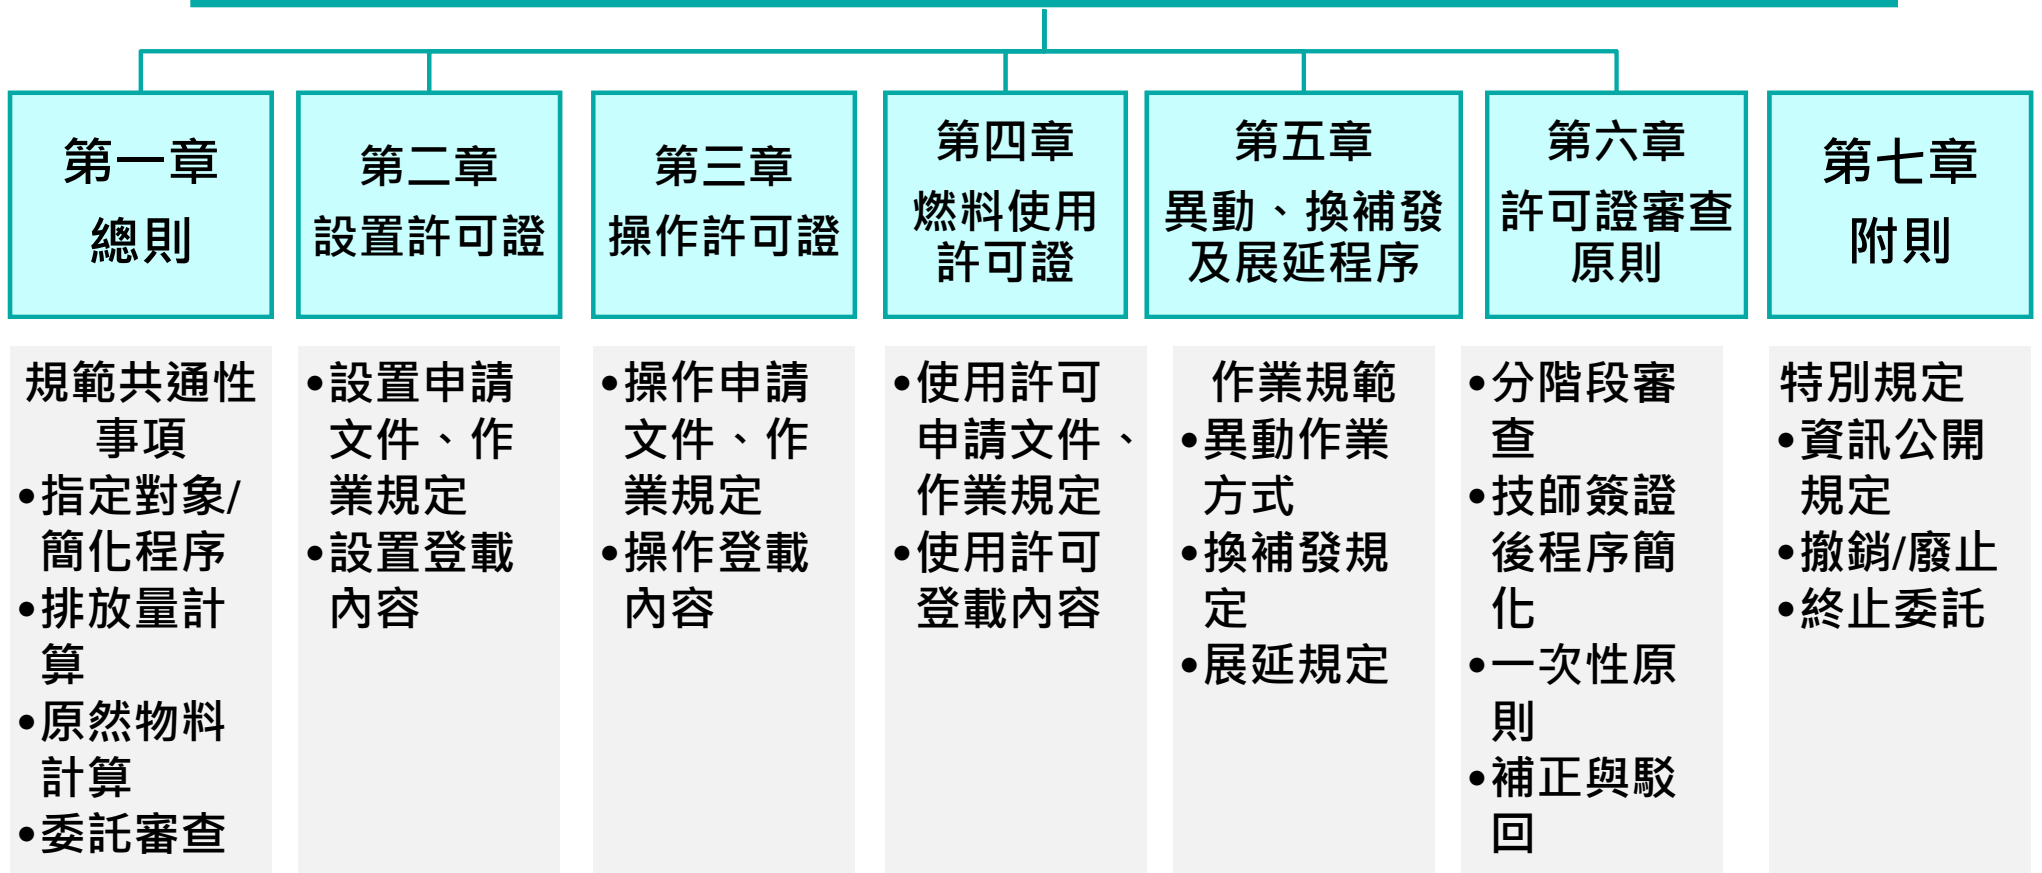 第一章
總則
第二章
設置許可證
第三章
操作許可證
第四章
燃料使用
許可證
第五章
異動、換補發
及展延程序
第六章
許可證審查
原則
第七章
附則
規範共通性
事項
•指定對象/
簡化程序
•排放量計
算
•原然物料
計算
•委託審查
•設置申請
文件、作
業規定
•設置登載
內容
•操作申請
文件、作
業規定
•操作登載
內容
•使用許可
申請文件、
作業規定
•使用許可
登載內容
作業規範
•異動作業
方式
•換補發規
定
•展延規定
•分階段審
查
•技師簽證
後程序簡
化
•一次性原
則
•補正與駁
回
特別規定
•資訊公開
規定
•撤銷/廢止
•終止委託